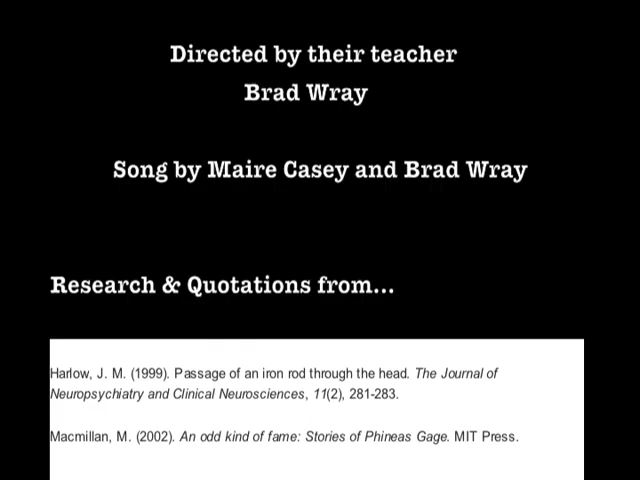 Directed by their teacher
Brad Wray
Song by Maire Casey and Brad Wray
Research & Quotations from...
Harlow, J. M. (1999). Passage of an iron rod through the head. The Journal of
Neuropsychiatry and Clinical Neurosciences, 11(2), 281-283.
Macmillan, M. (2002). An odd kind of fame: Stories of Phineas Gage. MIT Press.